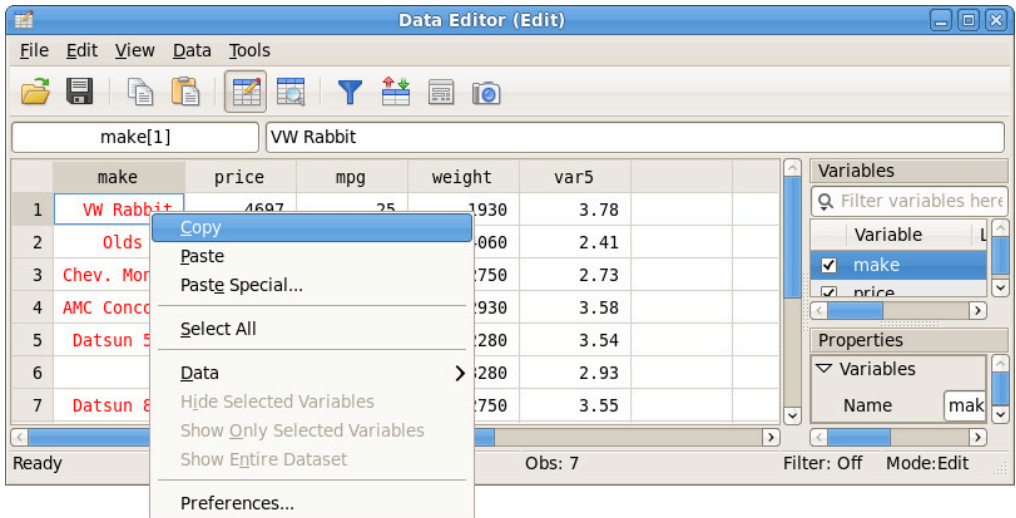 Data Editor (Edit)
File Edit View Data Tools
make[1] VW Rabbit
make price mpg weight var5 Variables
Filter variables here
1 VW Rabbit 4697 25 1930 3.78
Copy
Variable L
2 Olds 060 2.41
Paste
make
3 Chev. Mon 2750 2.73
Paste Special...
price
4 AMC Conco 2930 3.58
Select All
5 Datsun 5 280 3.54 Properties
Variables
6 Data 280 2.93
Hide Selected Variables
7 Datsun 8 750 3.55 Name mak
Show Only Selected Variables
Show Entire Dataset
Ready Obs: 7 Filter: Off Mode:Edit
Preferences...